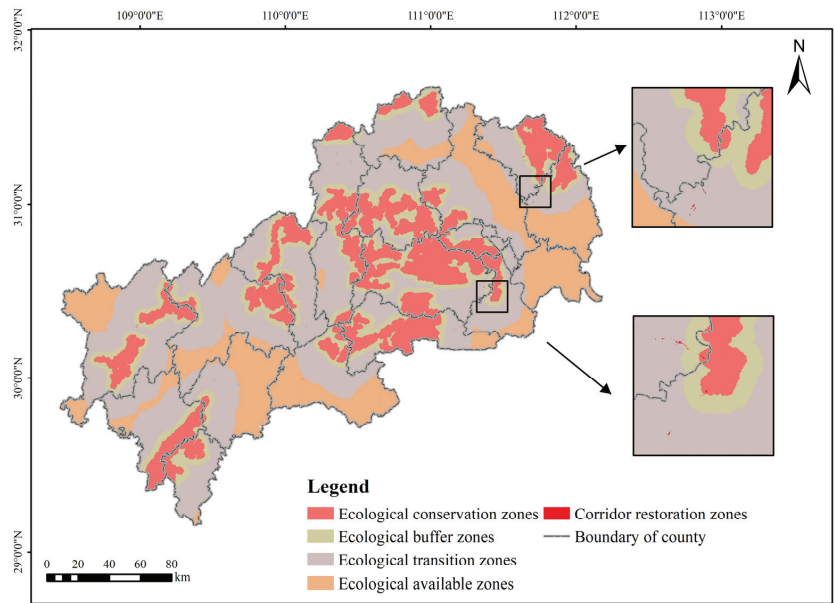 109°0'0"E 110°0'0"E 111°0'0"E 112°0'0"E 113°0'0"E
32°0'0"N
31°0'0"N
30°0'0"N
29°0'0"N
N
Legend
Ecological conservation zones
Ecological buffer zones
Ecological transition zones
Ecological available zones
Corridor restoration zones
Boundary of county
0 10 20 40 60 80
km